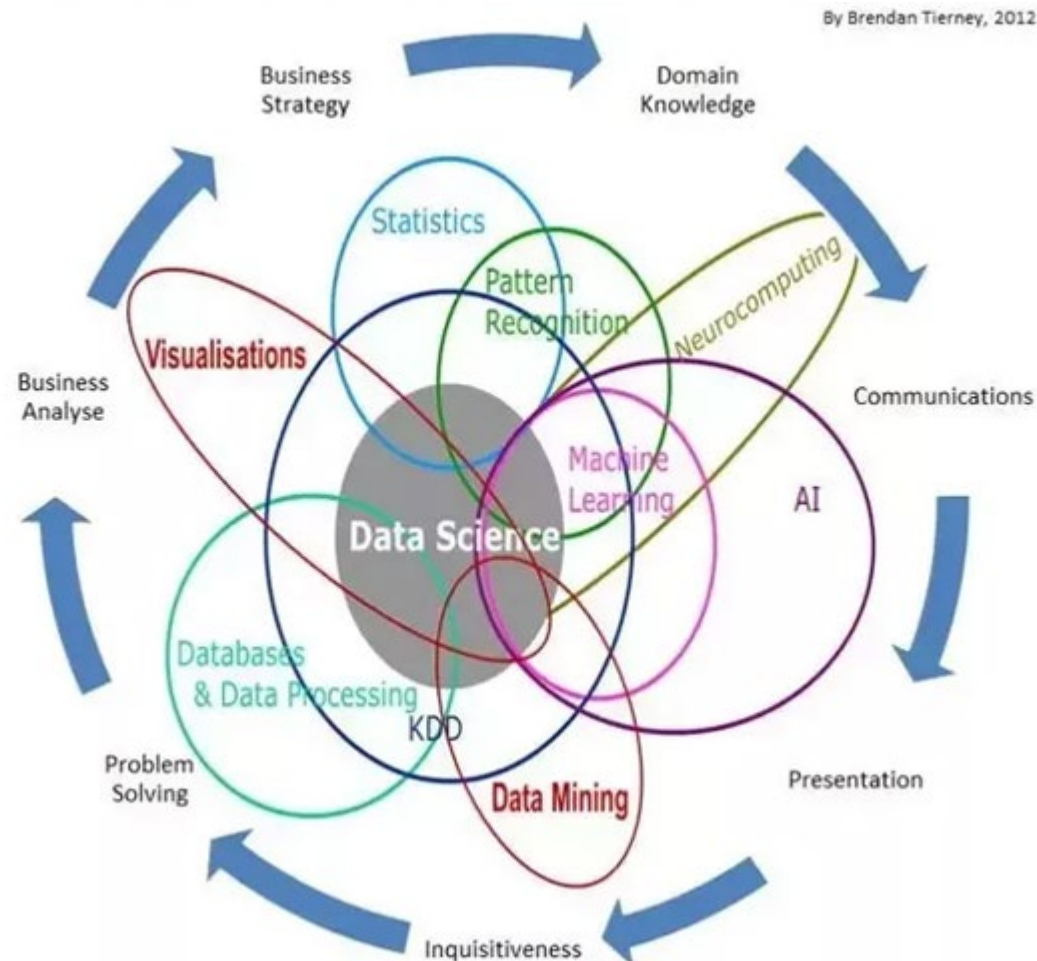 By Brendan Tierney, 2012
Business
Strategy
Domain
Knowledge
Statistics
Pattern
Recognition
Neurocomputing
Visualisations
Business
Analyse
Communications
Machine
Learning
AI
Data Science
Databases
& Data Processing
KDD
Problem
Solving
Data Mining
Presentation
Inquisitiveness